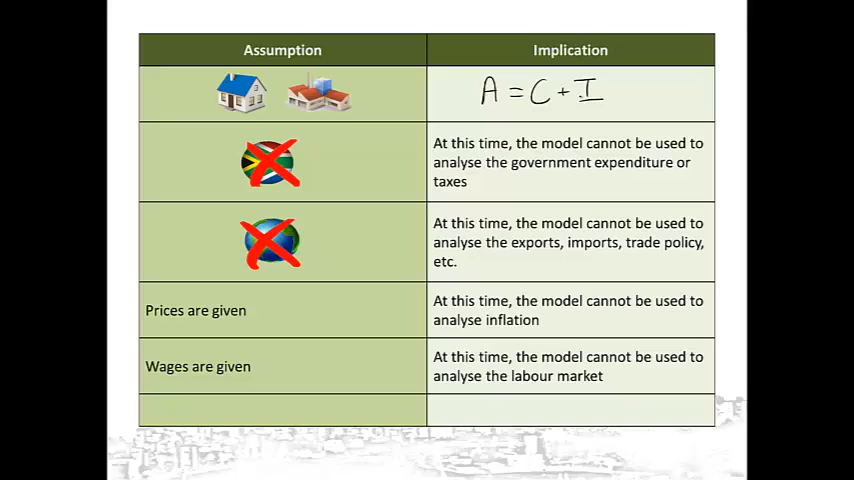 Assumption
Implication
A = C + I
At this time, the model cannot be used to
analyse the government expenditure or
taxes
At this time, the model cannot be used to
analyse the exports, imports, trade policy,
etc.
Prices are given
At this time, the model cannot be used to
analyse inflation
Wages are given
At this time, the model cannot be used to
analyse the labour market